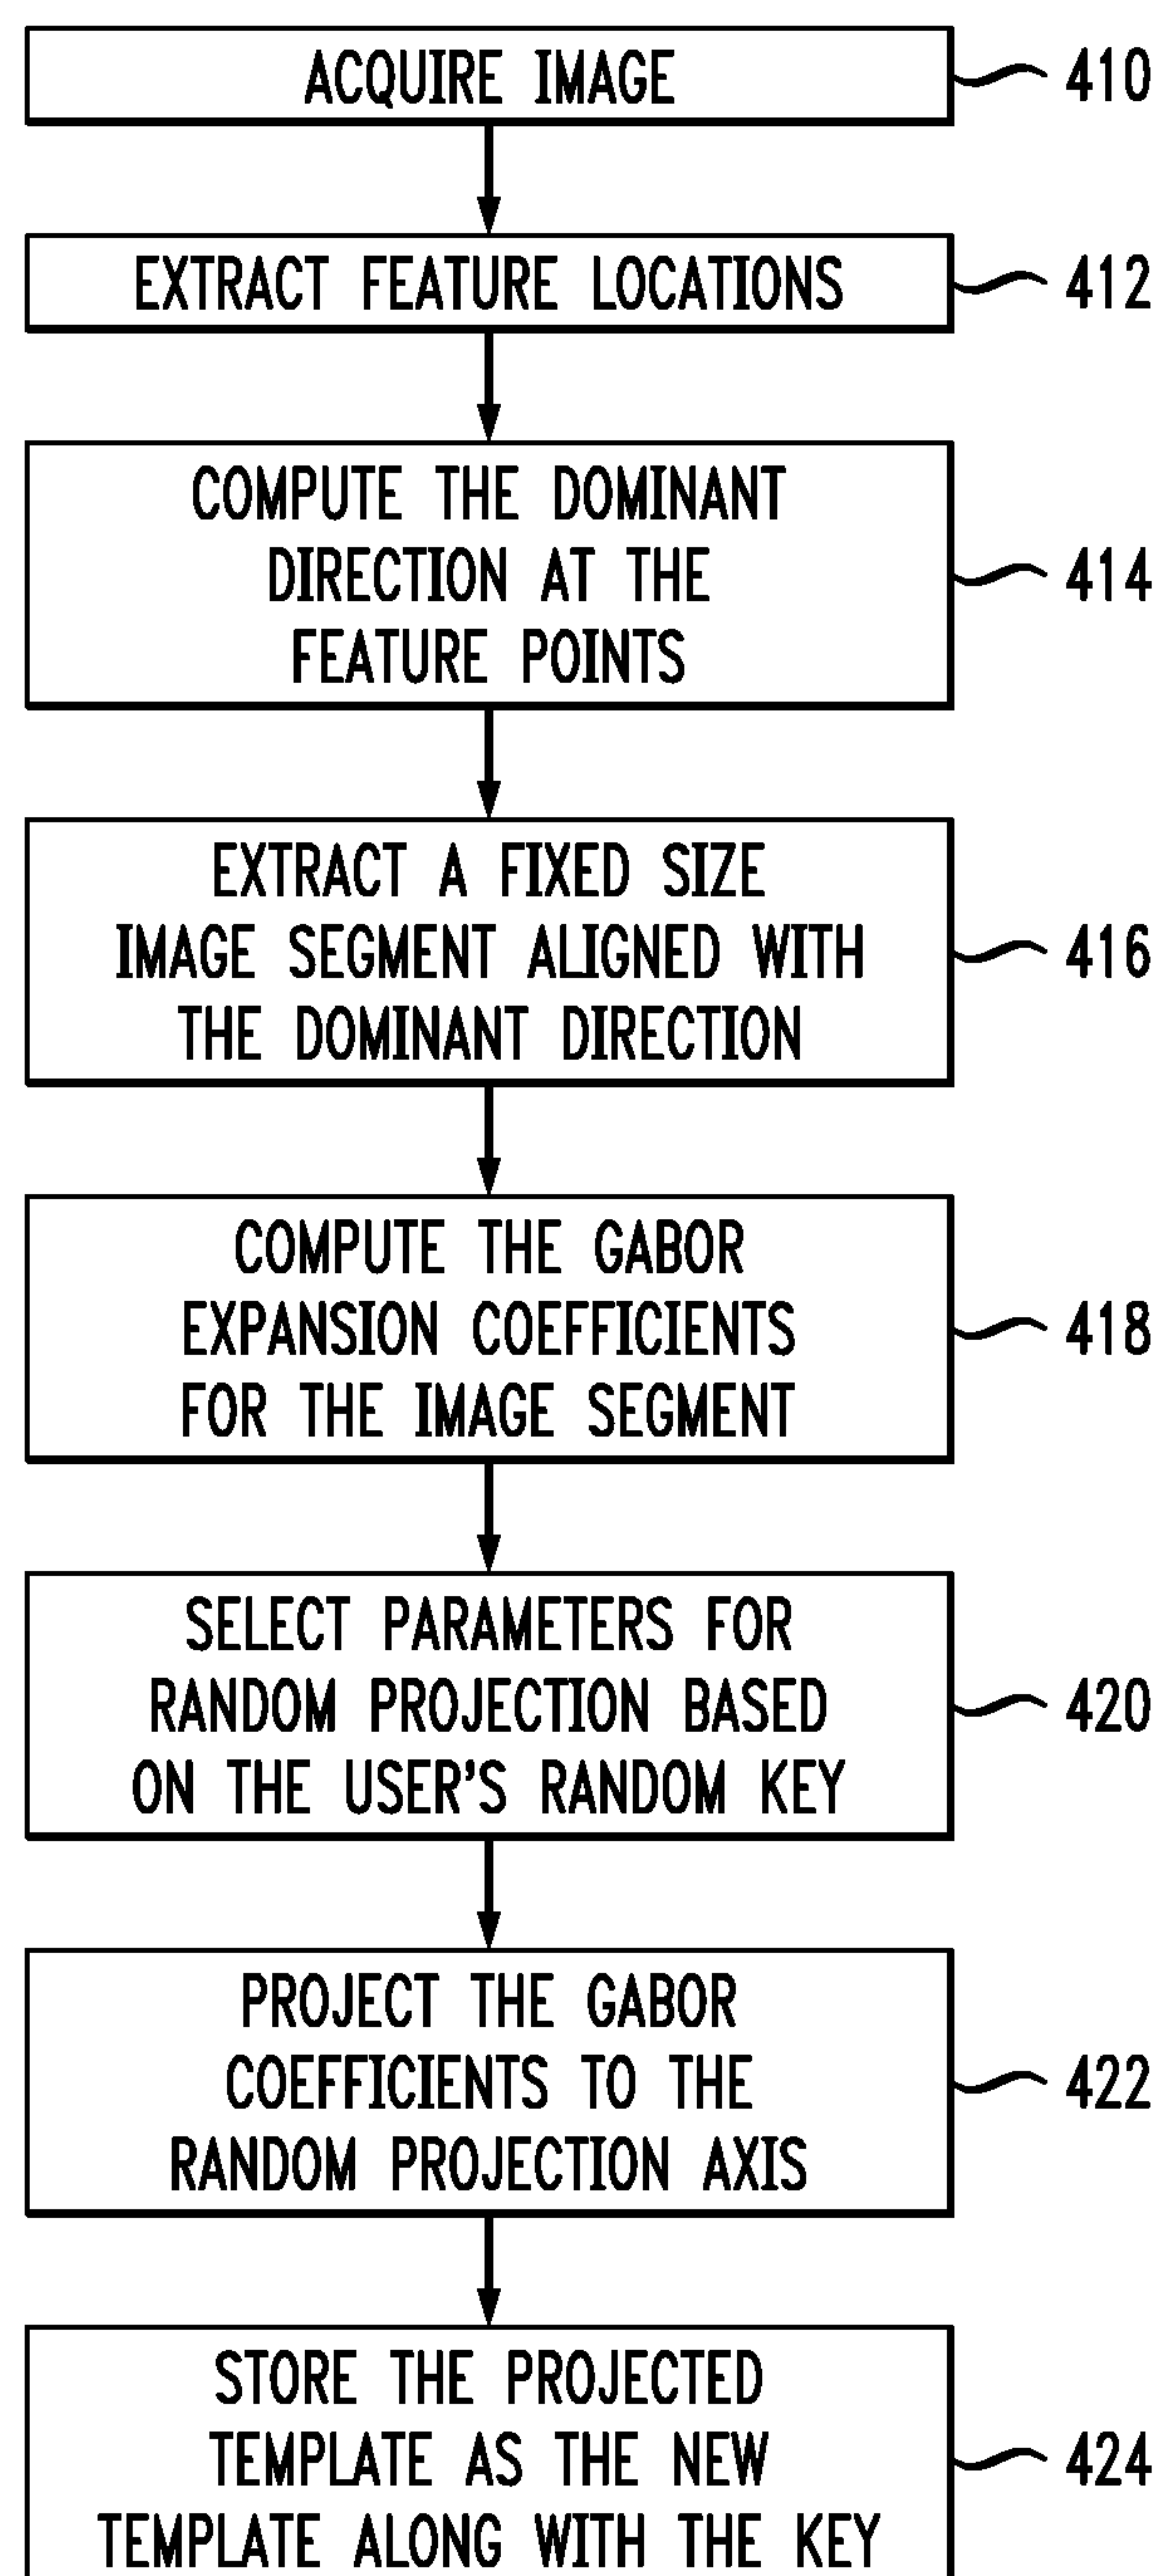 ACQUIRE IMAGE
410
EXTRACT FEATURE LOCATIONS
412
COMPUTE THE DOMINANT
DIRECTION AT THE
FEATURE POINTS
414
EXTRACT A FIXED SIZE
IMAGE SEGMENT ALIGNED WITH
THE DOMINANT DIRECTION
416
COMPUTE THE GABOR
EXPANSION COEFFICIENTS
FOR THE IMAGE SEGMENT
418
SELECT PARAMETERS FOR
RANDOM PROJECTION BASED
ON THE USER'S RANDOM KEY
420
PROJECT THE GABOR
COEFFICIENTS TO THE
RANDOM PROJECTION AXIS
422
STORE THE PROJECTED
TEMPLATE AS THE NEW
TEMPLATE ALONG WITH THE KEY
424